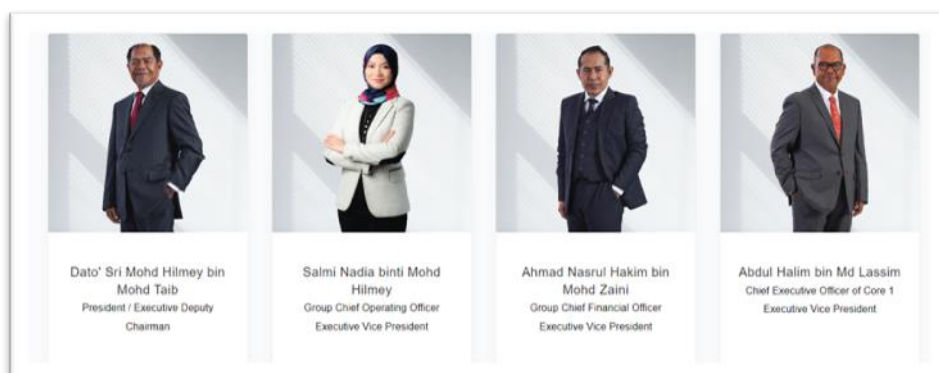 Dato' Sri Mohd Hilmey bin
Mohd Taib
President / Executive Deputy
Chairman
Salmi Nadia binti Mohd
Hilmey
Group Chief Operating Officer
Executive Vice President
Ahmad Nasrul Hakim bin
Mohd Zaini
Group Chief Financial Officer
Executive Vice President
Abdul Halim bin Md Lassim
Chief Executive Officer of Core 1
Executive Vice President